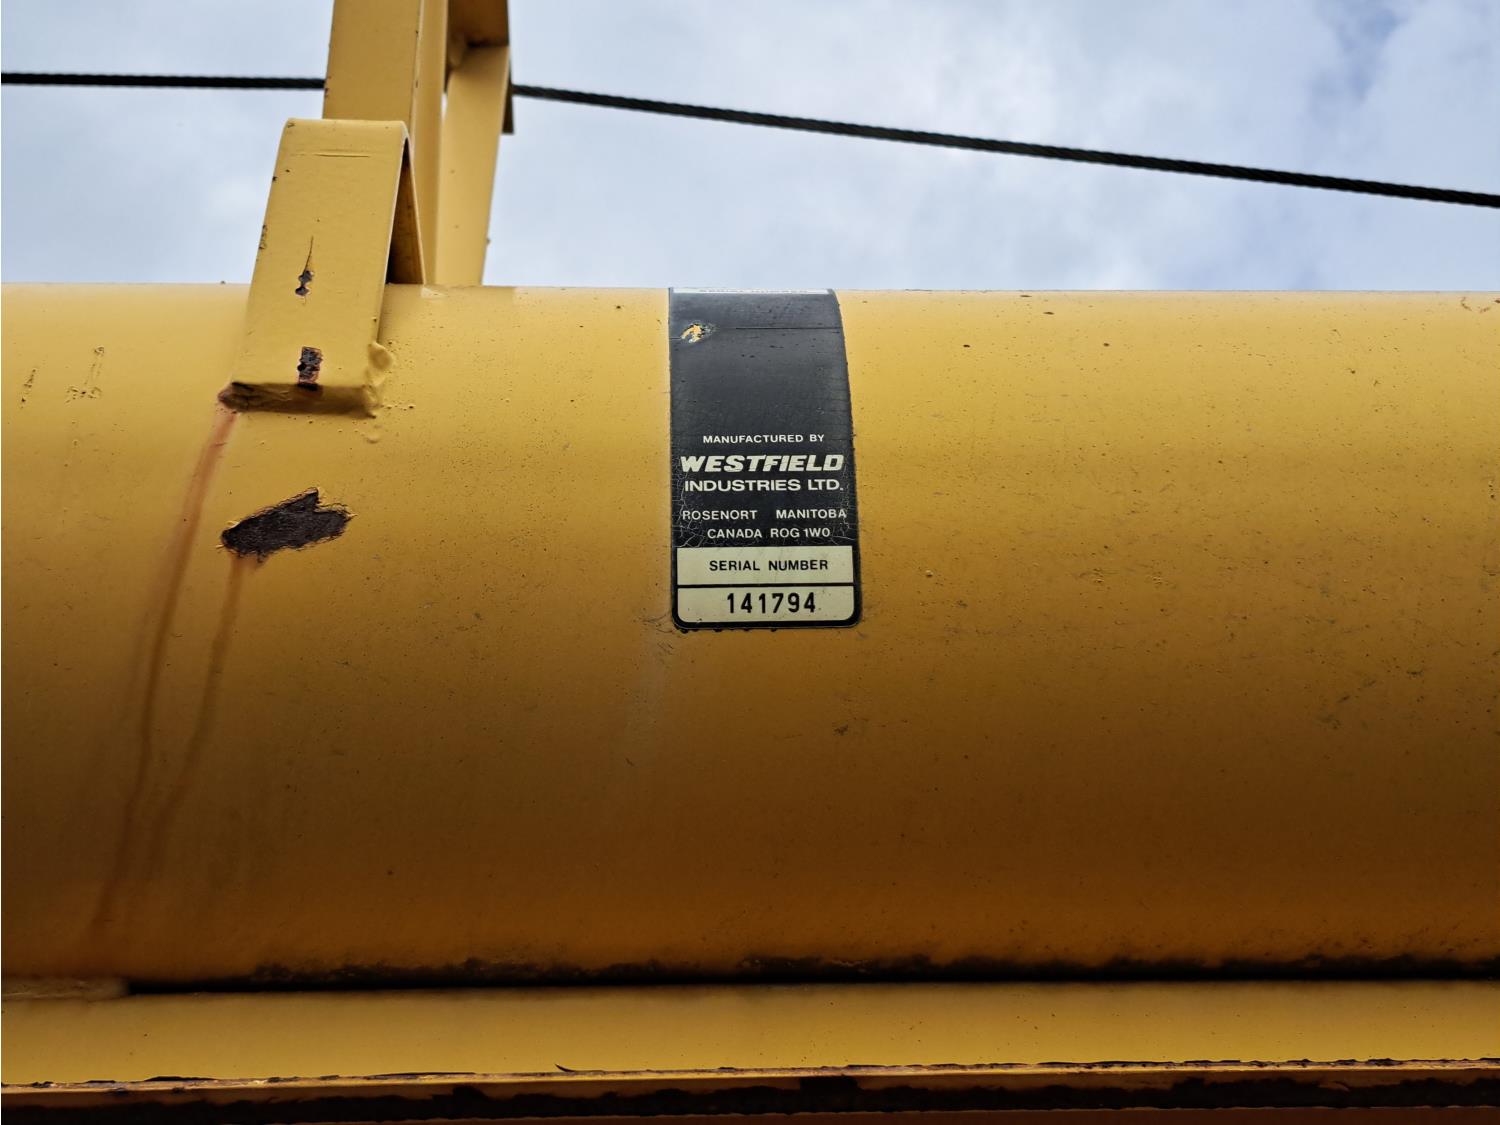 MANUFACTURED BY
WESTFIELD
INDUSTRIES LTD.
ROSENORT MANITOBA
CANADA ROG 1W0
SERIAL NUMBER
141794